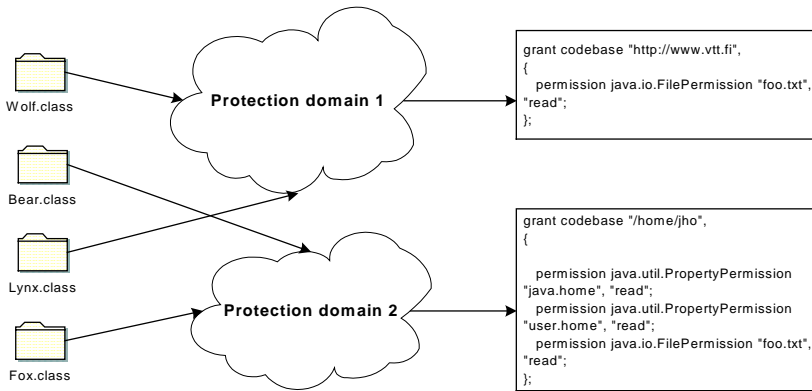 Wolf.class
Bear.class
Lynx.class
Fox.class
Protection domain 1
Protection domain 2
grant codebase "http://www.vtt.fi",
{
permission java.io.FilePermission "foo.txt",
"read";
};
grant codebase "/home/jho",
{
permission java.util.PropertyPermission
"java.home", "read";
permission java.util.PropertyPermission
"user.home", "read";
permission java.io.FilePermission "foo.txt",
"read";
};